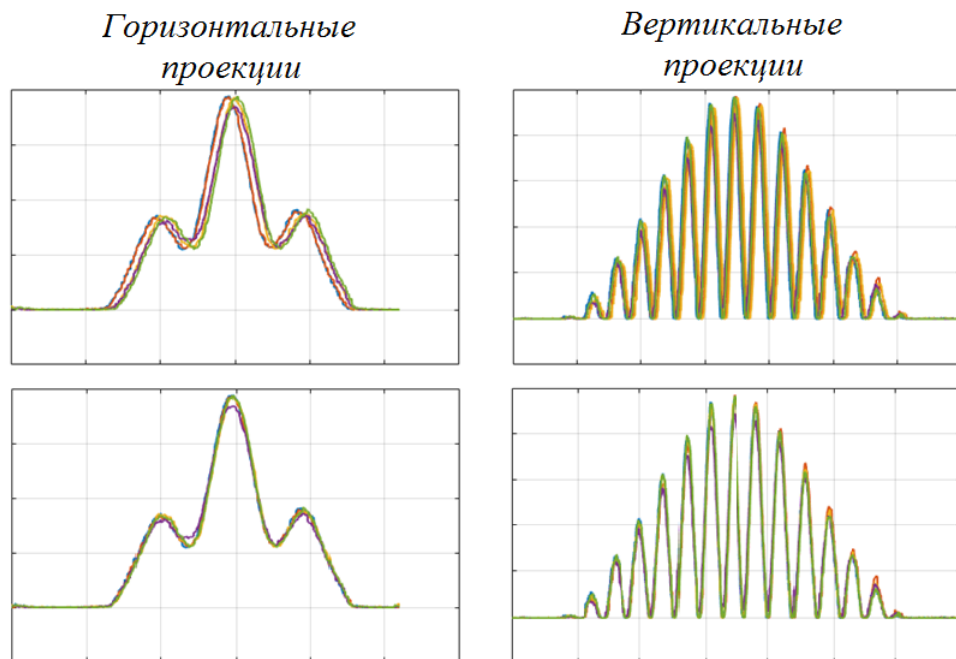 Горизонтальные
проекции
Вертикальные
проекции